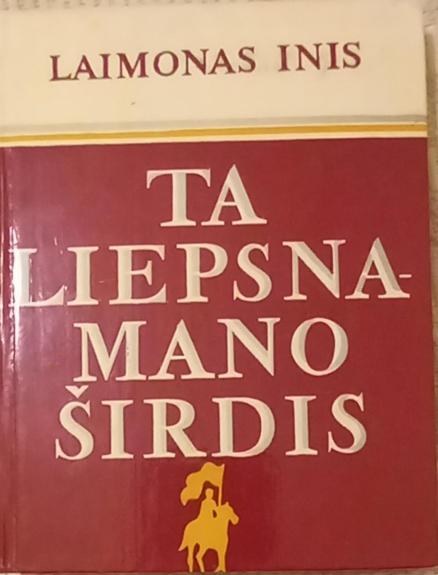 LAIMONAS INIS
TA
LIEPSNA-
MANO
ŠIRDIS